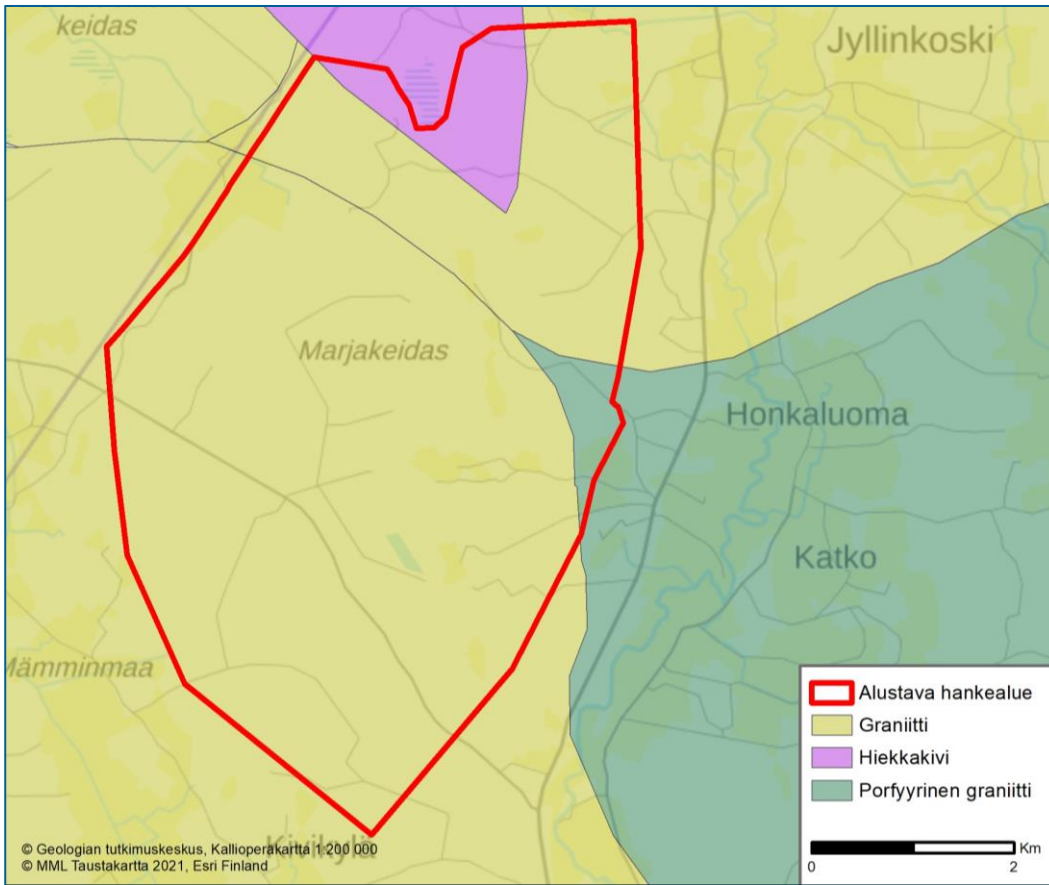 keidas
Jyllinkoski
Marjakeidas
Honkaluoma
Katko
Mämminmaa
Kivikylä
Alustava hankealue
Graniitti
Hiekkakivi
Porfyyrinen graniitti
Km
0 2
© Geologian tutkimuskeskus, Kallioperäkartta 1:200 000
© MML Taustakartta 2021, Esri Finland